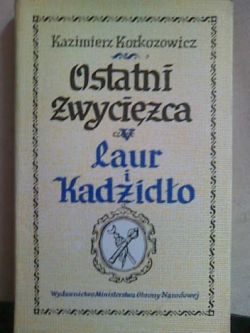 Kazimierz Korkozowicz
Ostatni
zwycięzca
Laur
i
Kadzidło
Wydawnictwo Ministerstwa Obrony Narodowej